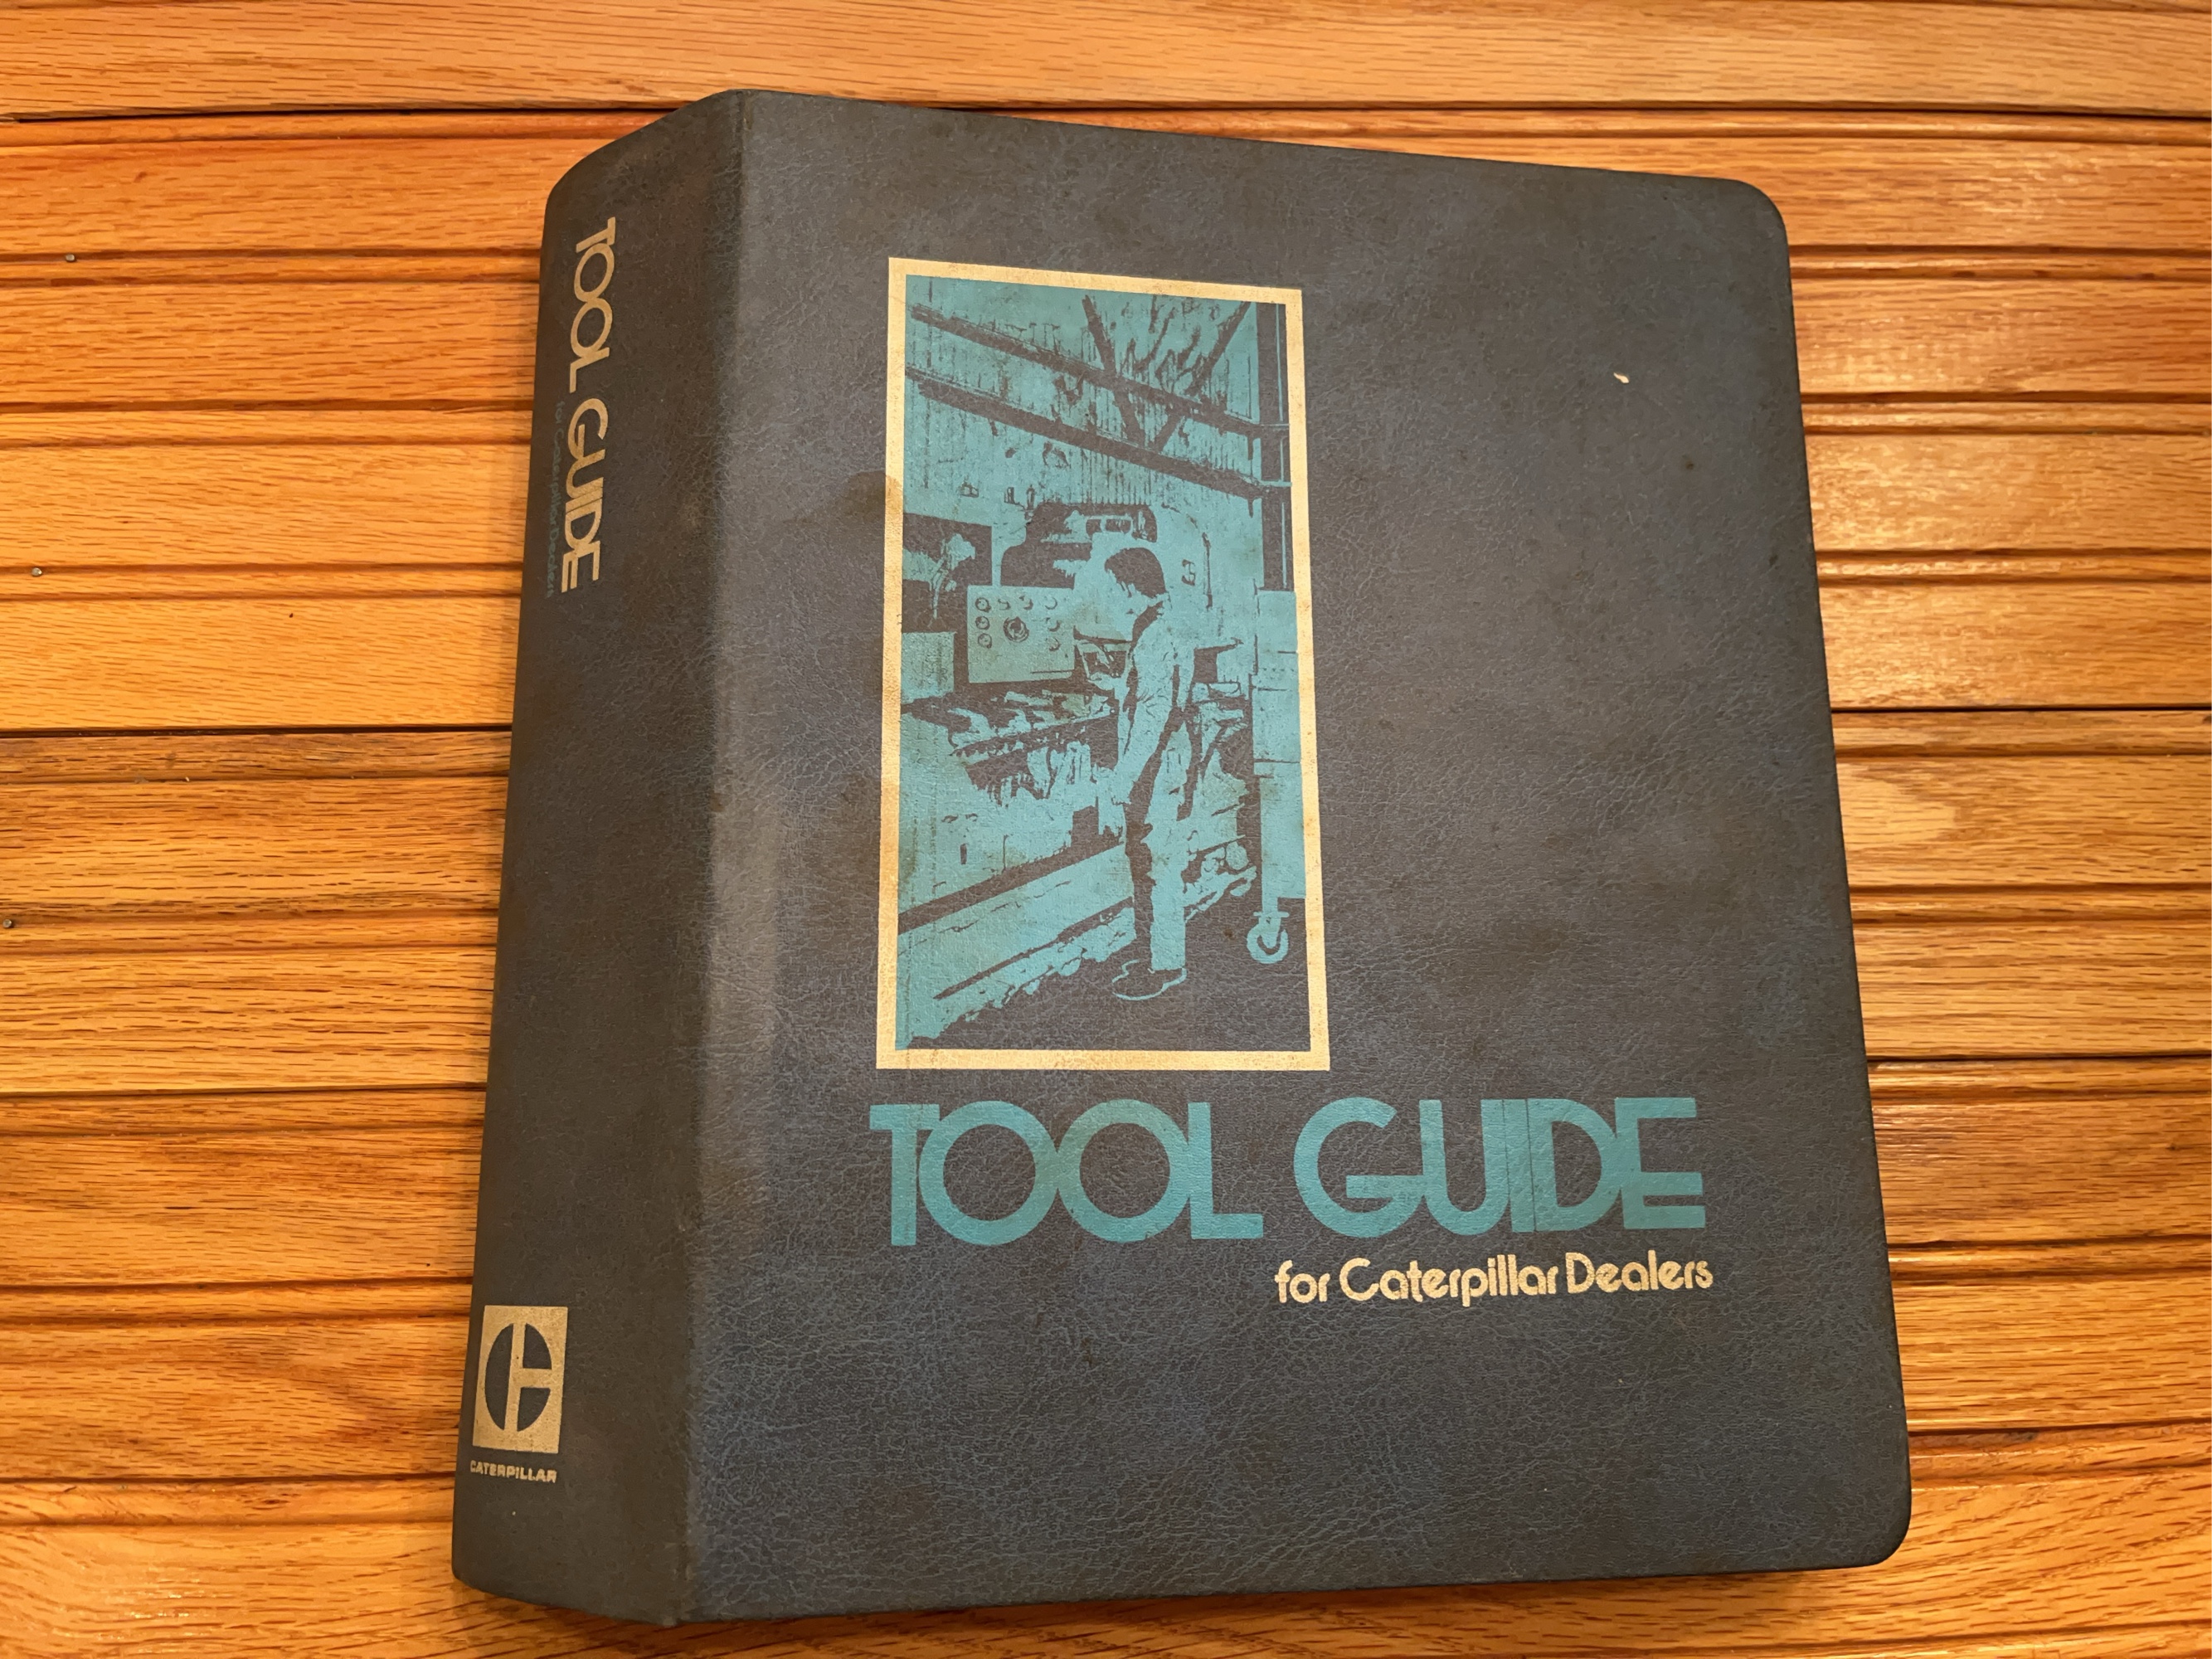 TOOL GUIDE
for Caterpillar Dealers
CATERPILLAR
TOOL GUIDE
for Caterpillar Dealers